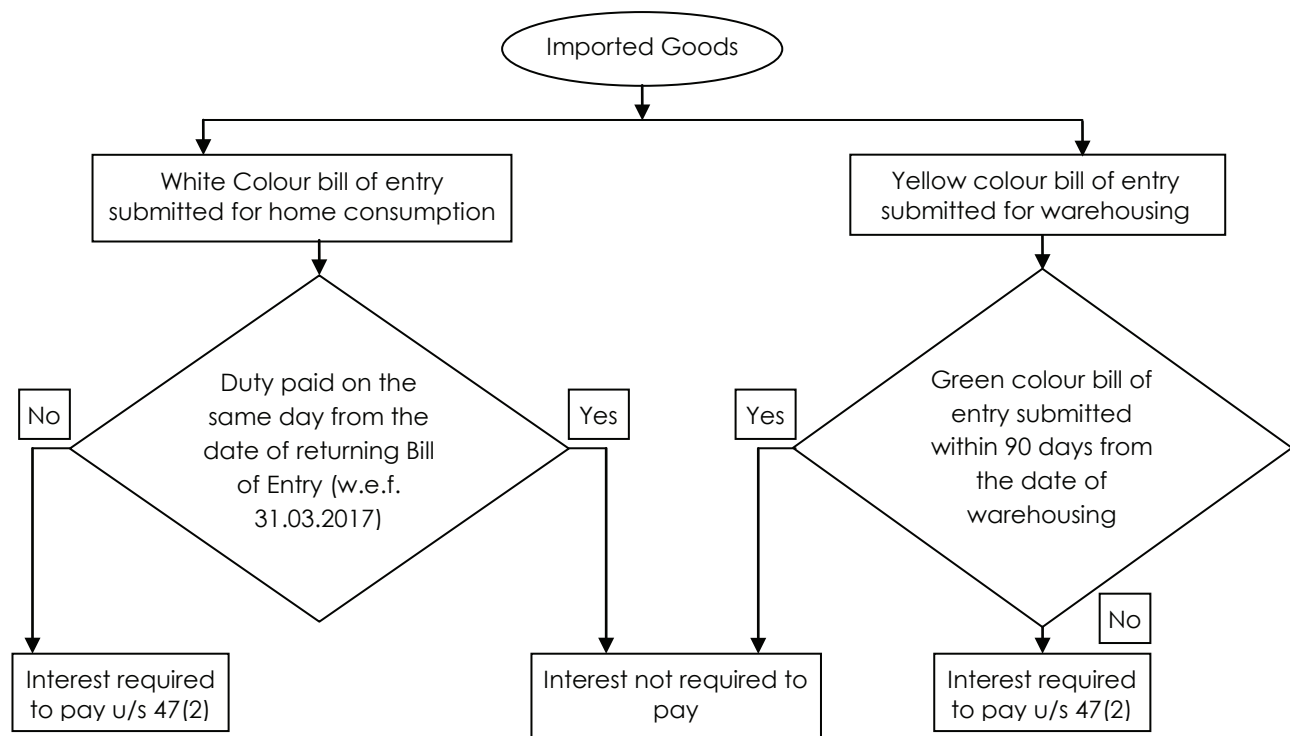 Imported Goods
White Colour bill of entry
submitted for home consumption
Yellow colour bill of entry
submitted for warehousing
Duty paid on the
same day from the
date of returning Bill
of Entry (w.e.f.
31.03.2017)
No
Yes
Yes
Green colour bill of
entry submitted
within 90 days from
the date of
warehousing
No
Interest required
to pay u/s 47(2)
Interest not required to
pay
Interest required
to pay u/s 47(2)